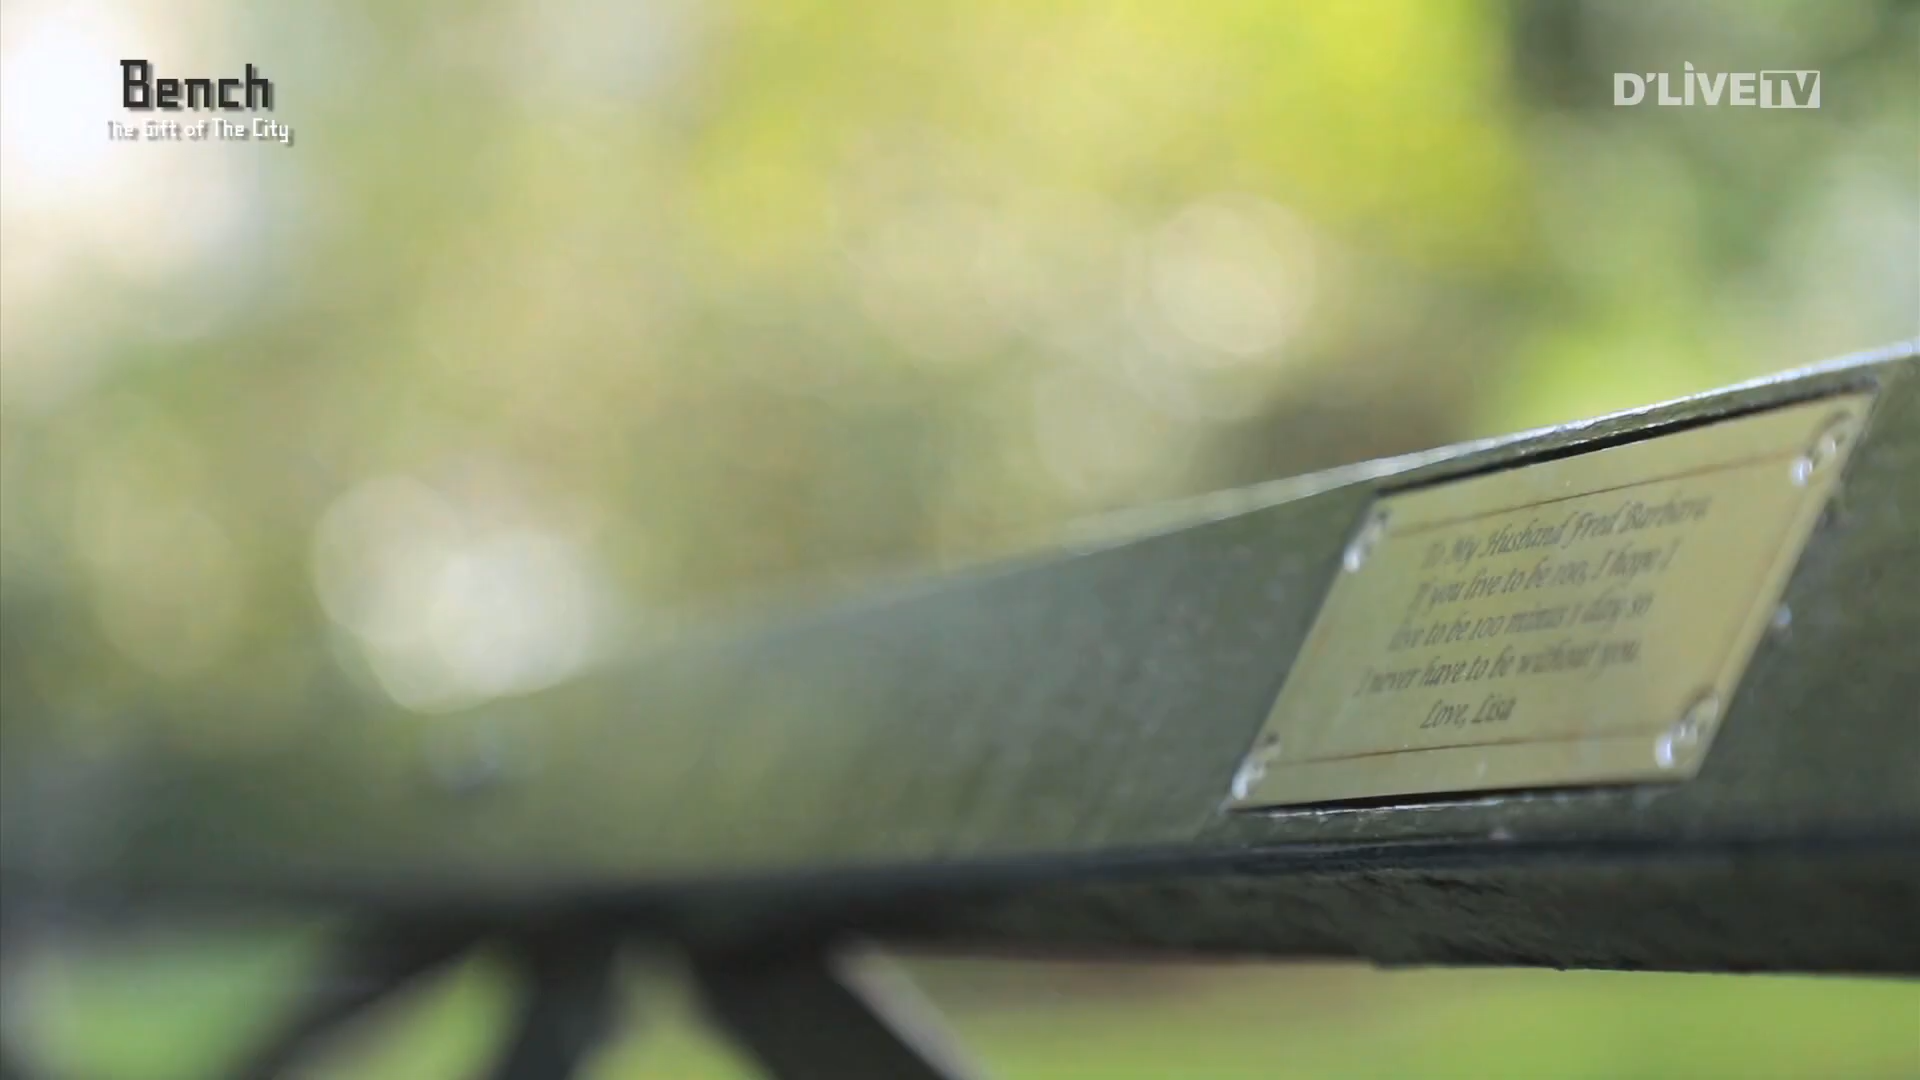 Bench
The Gift of The City
D'LIVE TV
To My Husband Fred Barbara
If you live to be 100, I hope I
live to be 100 minus 1 day, so
I never have to be without you.
Love, Lisa